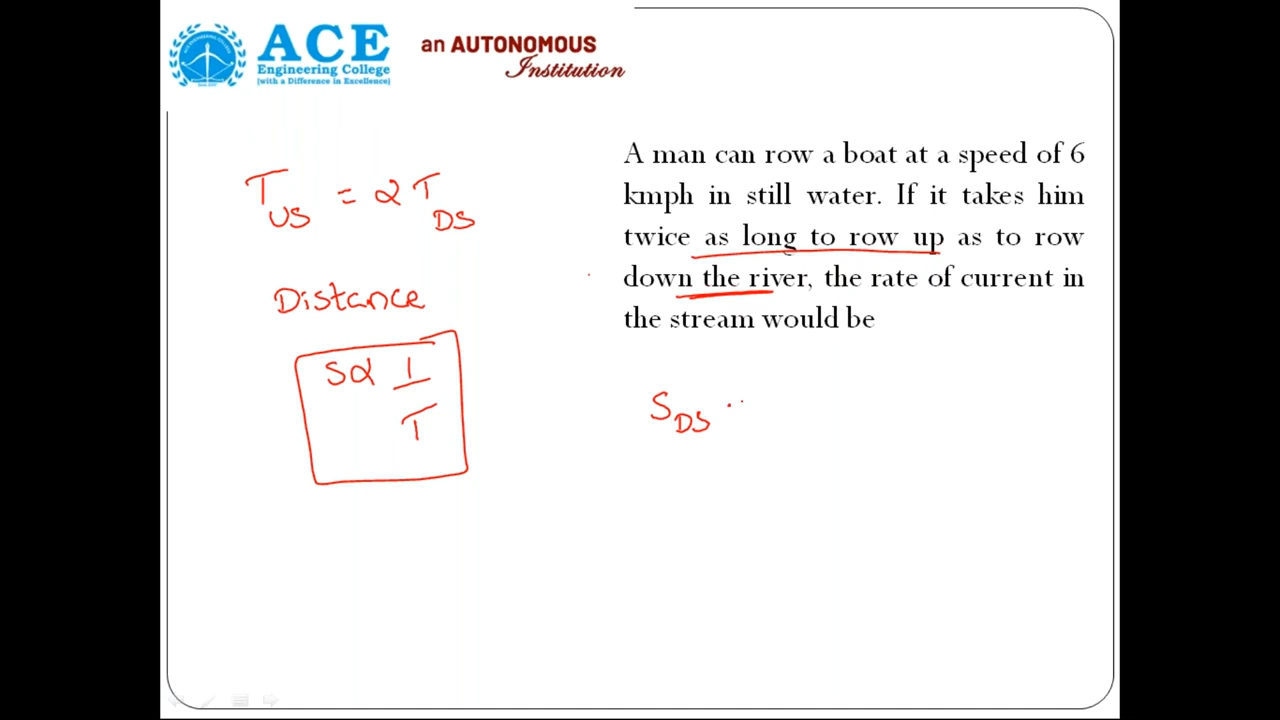 ACE
Engineering College
(with a Difference in Excellence)
an AUTONOMOUS
Institution
A man can row a boat at a speed of 6
kmph in still water. If it takes him
twice as long to row up as to row
down the river, the rate of current in
the stream would be
T_US = 2 T_DS
Distance
S α 1/T
S_DS